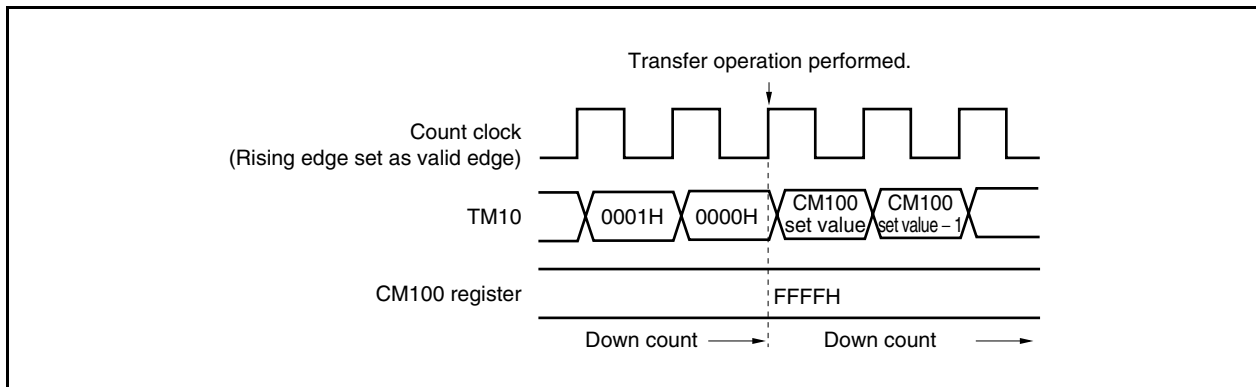 Transfer operation performed.
Count clock
(Rising edge set as valid edge)
TM10
0001H
0000H
CM100
set value
CM100
set value – 1
CM100 register
FFFFH
Down count
Down count